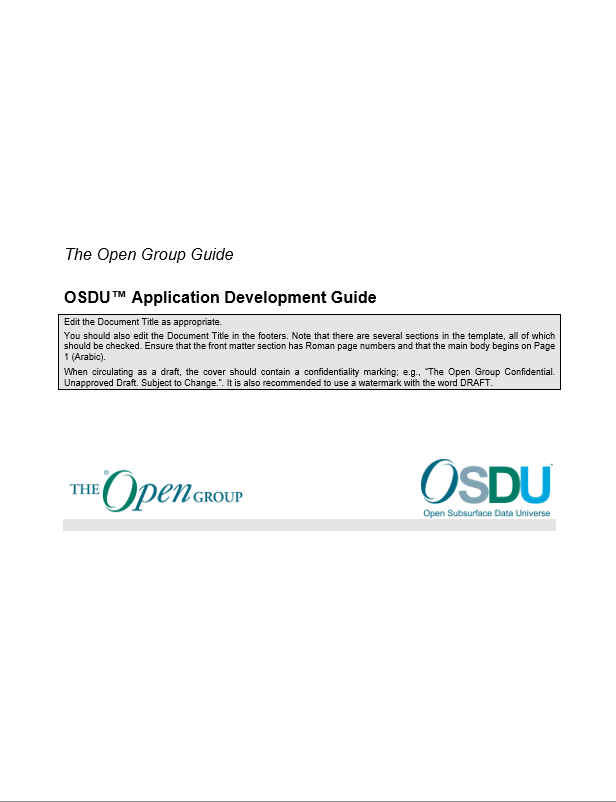 The Open Group Guide
OSDU™ Application Development Guide
Edit the Document Title as appropriate.
You should also edit the Document Title in the footers. Note that there are several sections in the template, all of which
should be checked. Ensure that the front matter section has Roman page numbers and that the main body begins on Page
1 (Arabic).
When circulating as a draft, the cover should contain a confidentiality marking; e.g., “The Open Group Confidential.
Unapproved Draft. Subject to Change.”. It is also recommended to use a watermark with the word DRAFT.
THE Open GROUP ®
OSDU™
Open Subsurface Data Universe